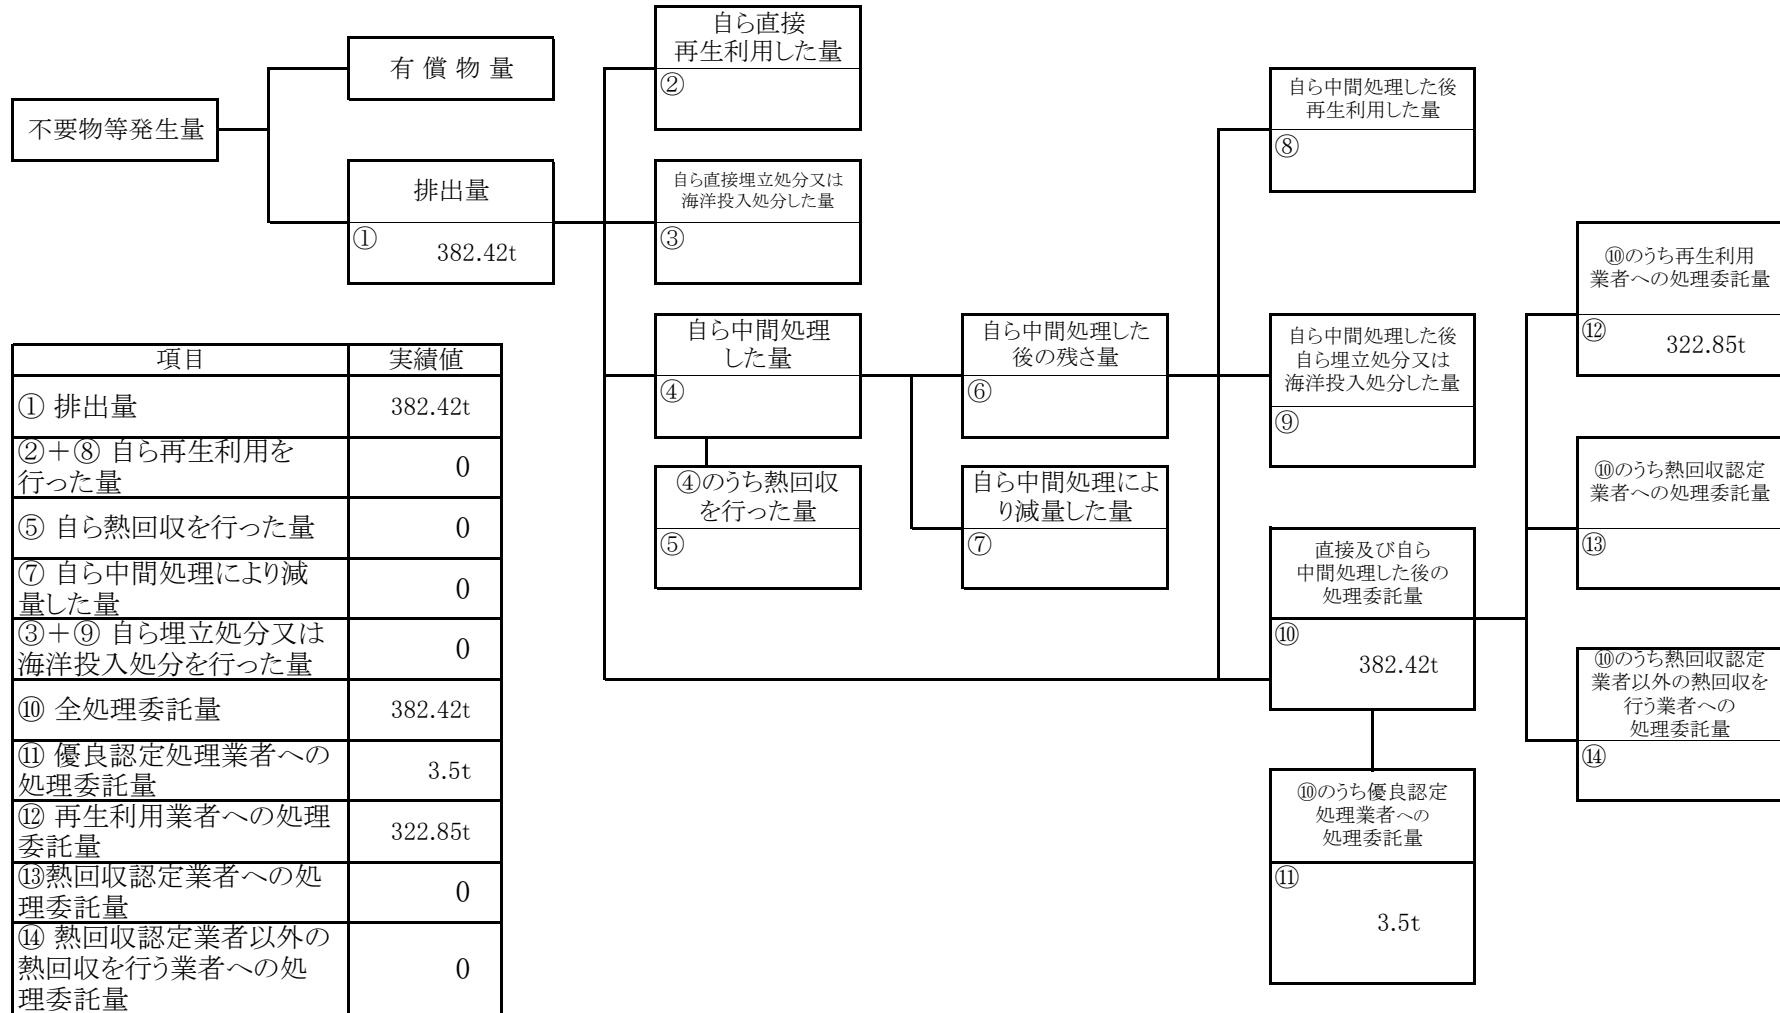 不要物等発生量
有 償 物 量
排出量
①
382.42t
自ら直接
再生利用した量
②
自ら直接埋立処分又は
海洋投入処分した量
③
自ら中間処理
した量
④
④のうち熱回収
を行った量
⑤
自ら中間処理した
後の残さ量
⑥
自ら中間処理によ
り減量した量
⑦
自ら中間処理した後
再生利用した量
⑧
自ら中間処理した後
自ら埋立処分又は
海洋投入処分した量
⑨
直接及び自ら
中間処理した後の
処理委託量
⑩
382.42t
⑩のうち優良認定
処理業者への
処理委託量
⑪
3.5t
⑩のうち再生利用
業者への処理委託量
⑫
322.85t
⑩のうち熱回収認定
業者への処理委託量
⑬
⑩のうち熱回収認定
業者以外の熱回収を
行う業者への
処理委託量
⑭
項目 実績値
① 排出量 382.42t
②＋⑧ 自ら再生利用を
行った量 0
⑤ 自ら熱回収を行った量 0
⑦ 自ら中間処理により減
量した量 0
③＋⑨ 自ら埋立処分又は
海洋投入処分を行った量 0
⑩ 全処理委託量 382.42t
⑪ 優良認定処理業者への
処理委託量 3.5t
⑫ 再生利用業者への処理
委託量 322.85t
⑬熱回収認定業者への処
理委託量 0
⑭ 熱回収認定業者以外の
熱回収を行う業者への処
理委託量 0